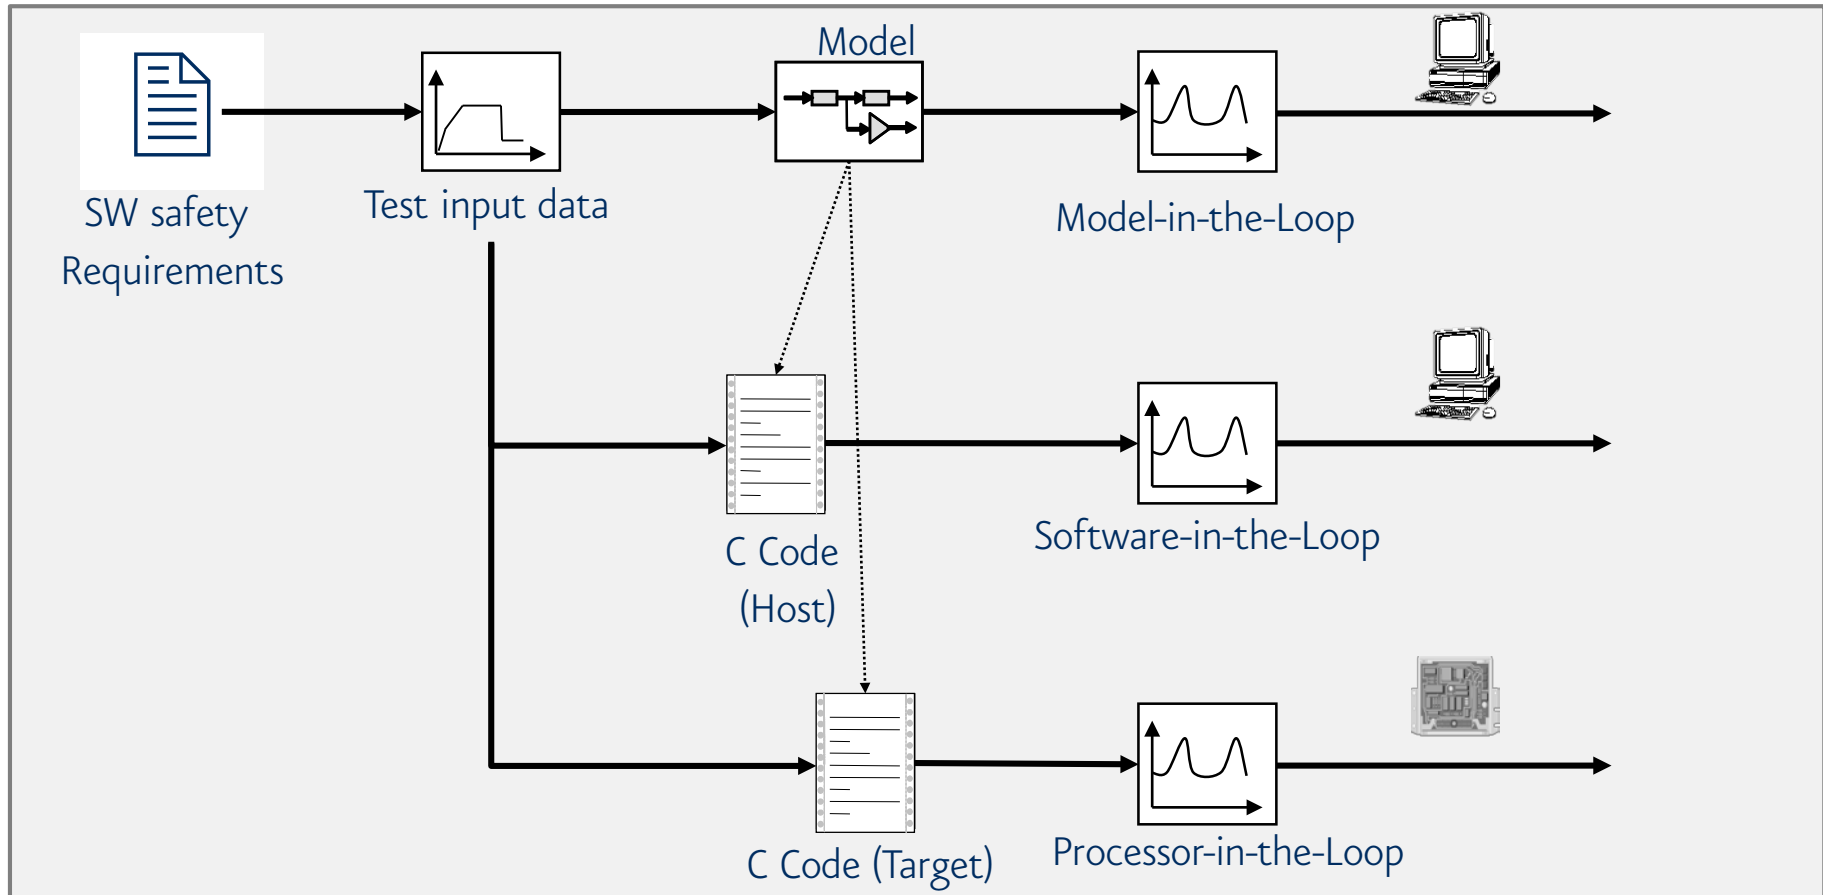 Model
SW safety
Requirements
Test input data
Model-in-the-Loop
C Code
(Host)
Software-in-the-Loop
C Code (Target)
Processor-in-the-Loop